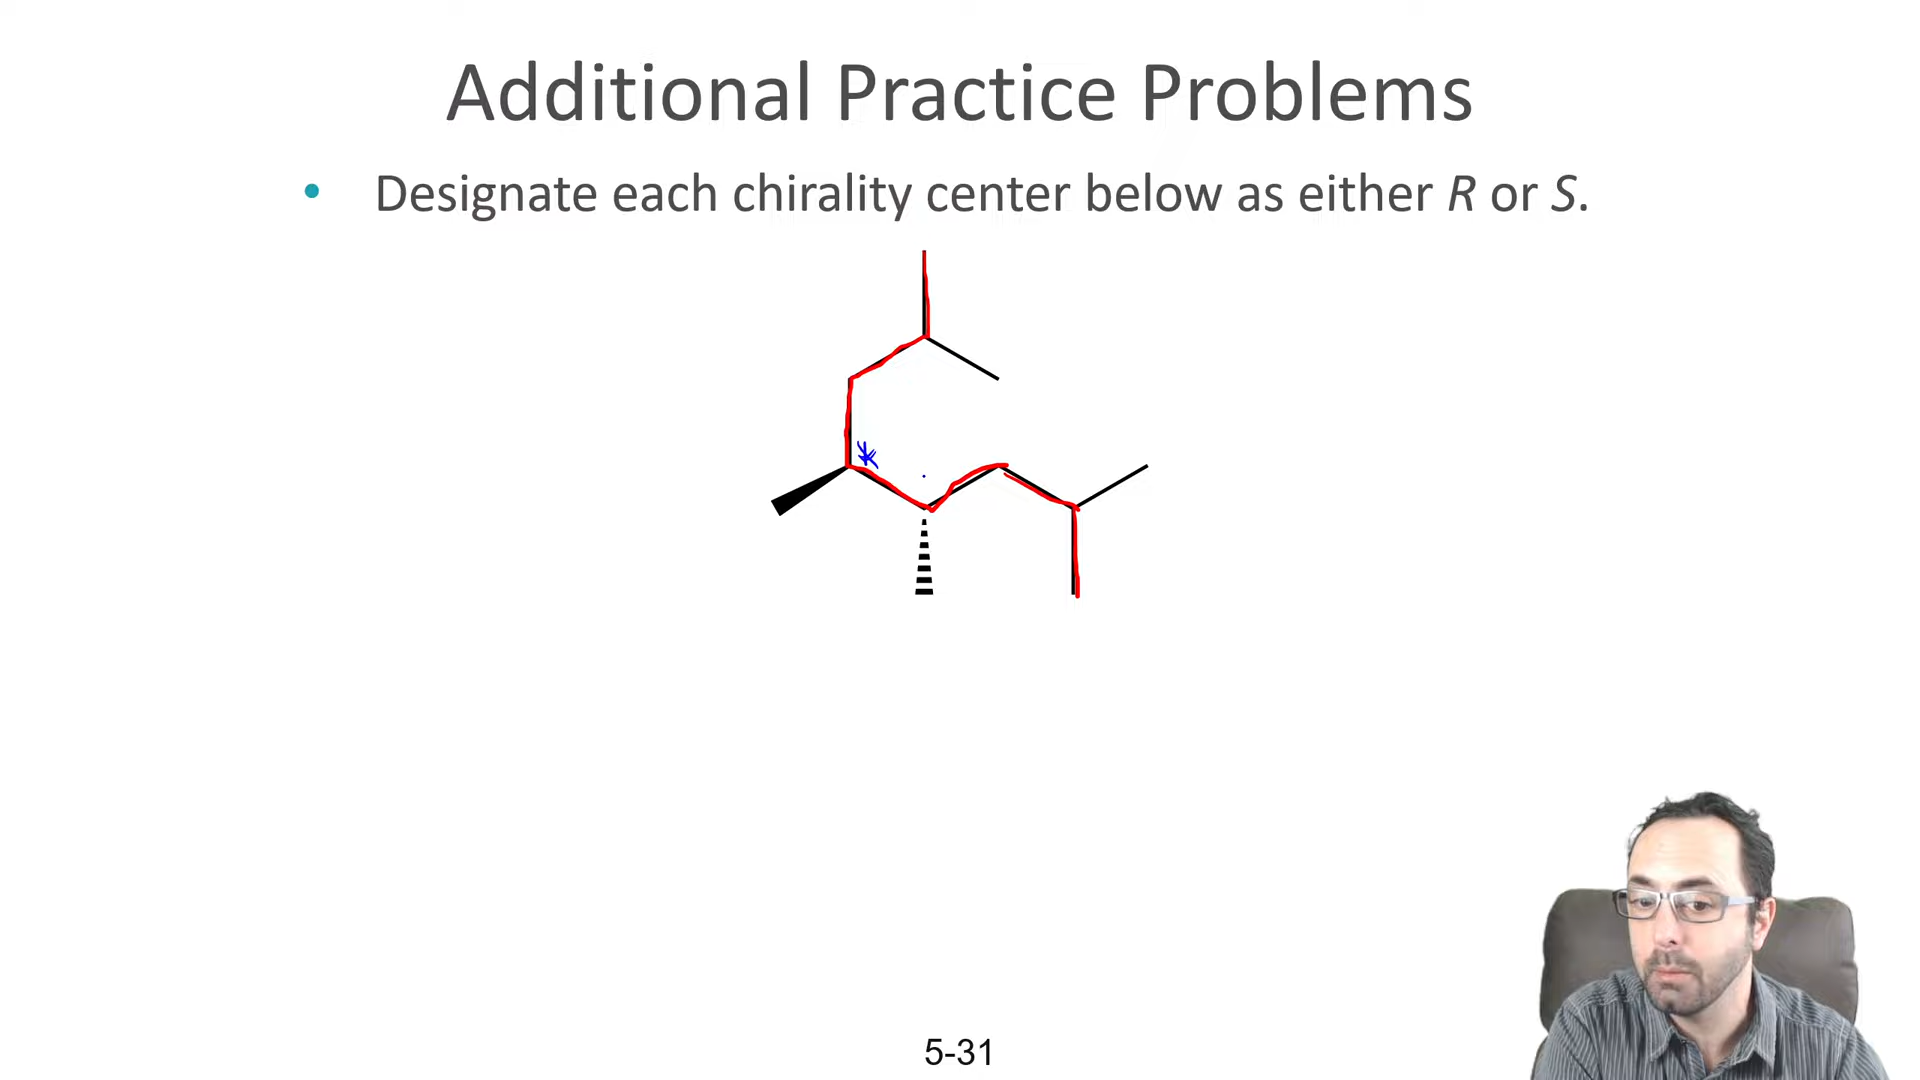 Additional Practice Problems
• Designate each chirality center below as either R or S.
*
5-31